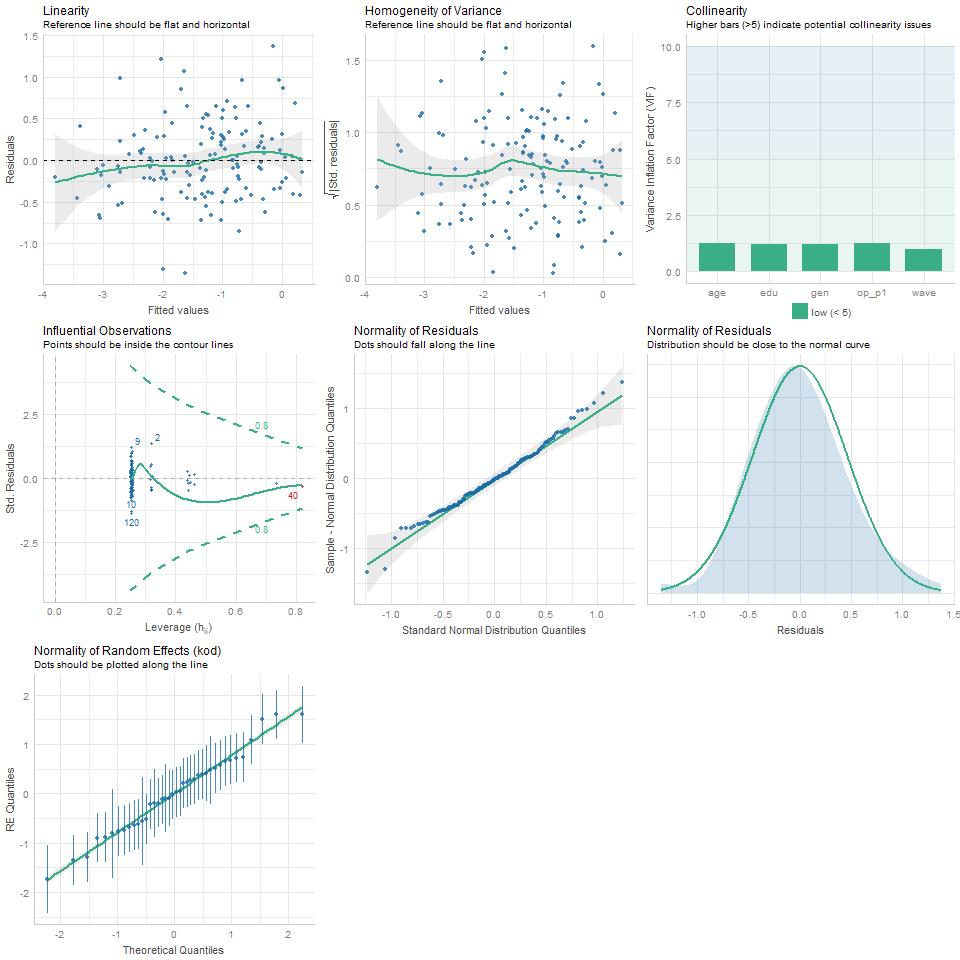 Linearity
Reference line should be flat and horizontal
1.5
1.0
0.5
0.0
-0.5
-1.0
Residuals
-4 -3 -2 -1 0
Fitted values
Homogeneity of Variance
Reference line should be flat and horizontal
1.5
1.0
0.5
0.0
√|Std. residuals|
-4 -3 -2 -1 0
Fitted values
Collinearity
Higher bars (>5) indicate potential collinearity issues
10.0
7.5
5.0
2.5
0.0
Variance Inflation Factor (VIF)
age edu gen op_p1 wave
low (< 5)
Influential Observations
Points should be inside the contour lines
2.5
0.0
-2.5
Std. Residuals
0.8
9 2
40
10
120
0.8
0.0 0.2 0.4 0.6 0.8
Leverage (hii)
Normality of Residuals
Dots should fall along the line
1
0
-1
Sample - Normal Distribution Quantiles
-1.0 -0.5 0.0 0.5 1.0
Standard Normal Distribution Quantiles
Normality of Residuals
Distribution should be close to the normal curve
-1.0 -0.5 0.0 0.5 1.0 1.5
Residuals
Normality of Random Effects (kod)
Dots should be plotted along the line
2
1
0
-1
-2
RE Quantiles
-2 -1 0 1 2
Theoretical Quantiles